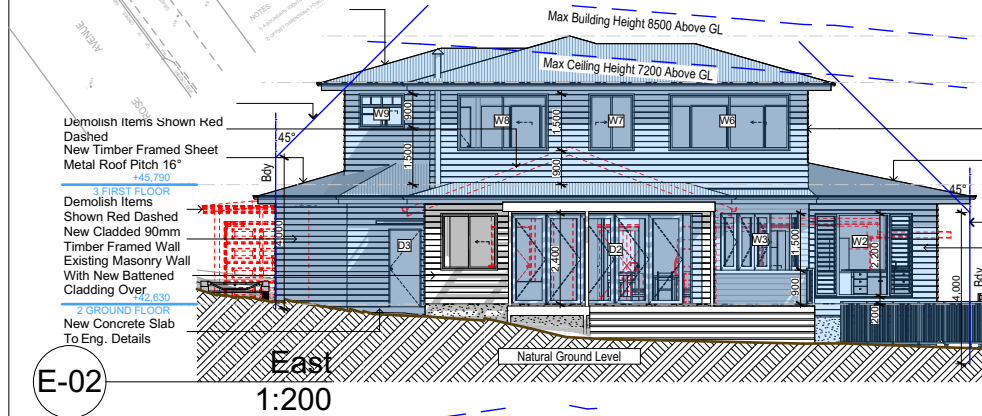 AVENUE
ROSE
NOTES:
Max Building Height 8500 Above GL
Max Ceiling Height 7200 Above GL
Demolish Items Shown Red
Dashed
New Timber Framed Sheet
Metal Roof Pitch 16°
+45,790
3 FIRST FLOOR
Demolish Items
Shown Red Dashed
New Cladded 90mm
Timber Framed Wall
Existing Masonry Wall
With New Battened
Cladding Over
+42,630
2 GROUND FLOOR
New Concrete Slab
To Eng. Details
45°
Bdy
W9
900
1,500
W8
1,500
900
W7
W6
D3
2,400
D2
W3
1,500
900
W2
2,200
200
45°
4,000
Bdy
Natural Ground Level
E-02
East
1:200